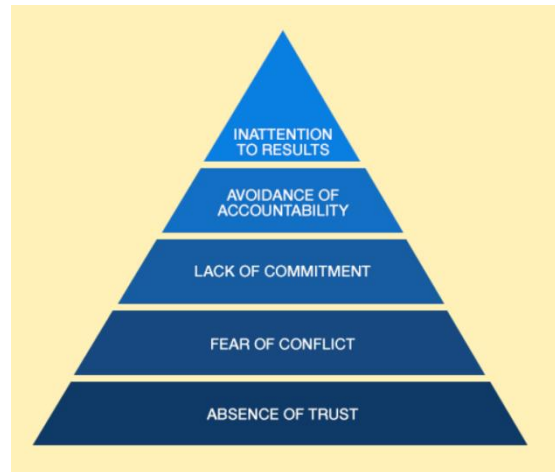 INATTENTION
TO RESULTS
AVOIDANCE OF
ACCOUNTABILITY
LACK OF COMMITMENT
FEAR OF CONFLICT
ABSENCE OF TRUST